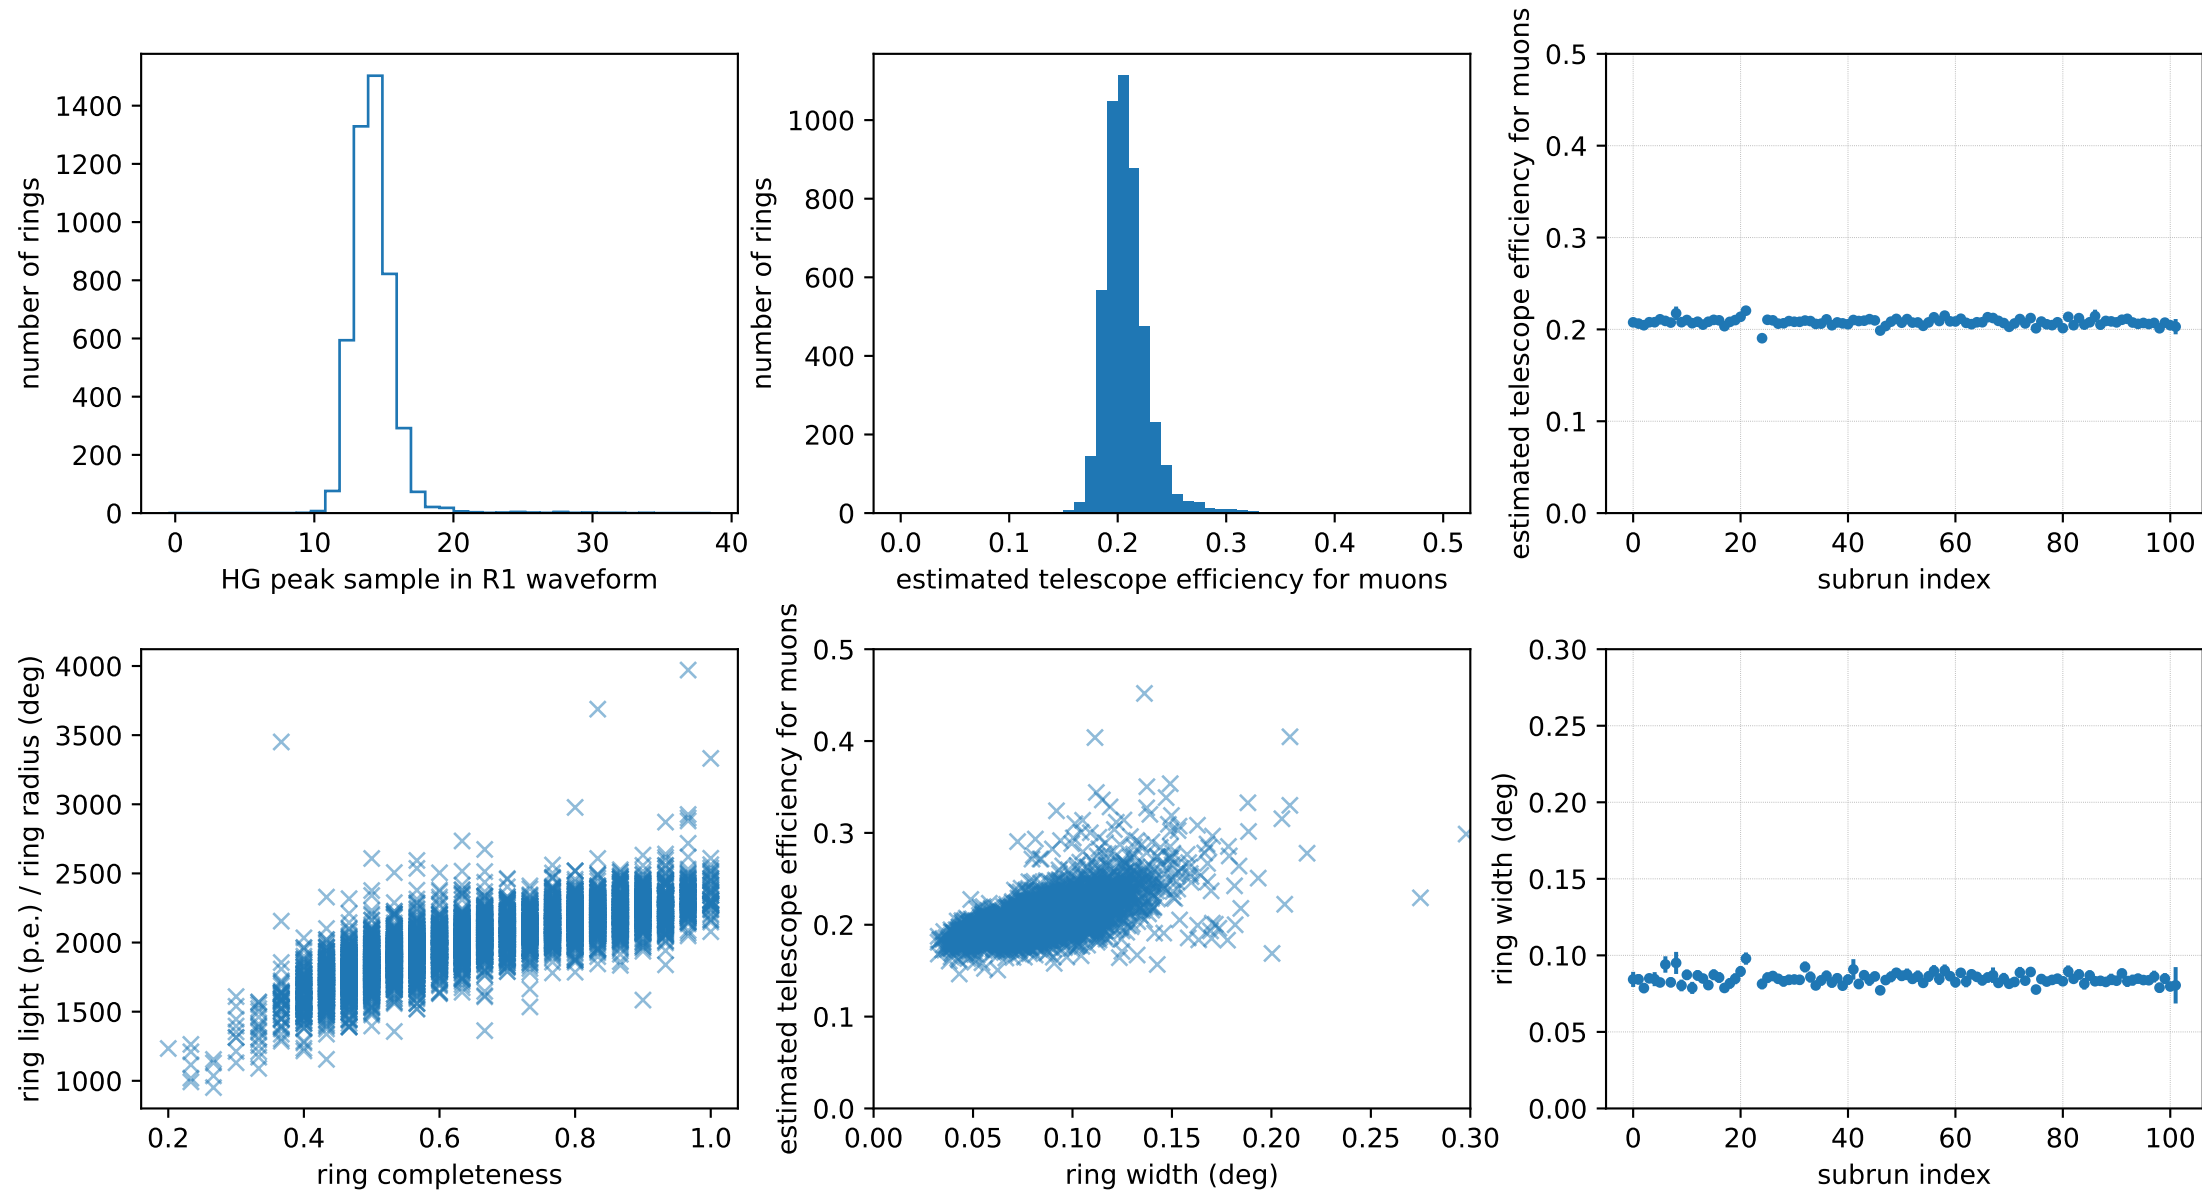 number of rings
1400
1200
1000
800
600
400
200
0
0 10 20 30 40
HG peak sample in R1 waveform
number of rings
1000
800
600
400
200
0
0.0 0.1 0.2 0.3 0.4 0.5
estimated telescope efficiency for muons
estimated telescope efficiency for muons
0.5
0.4
0.3
0.2
0.1
0.0
0 20 40 60 80 100
subrun index
ring light (p.e.) / ring radius (deg)
4000
3500
3000
2500
2000
1500
1000
0.2 0.4 0.6 0.8 1.0
ring completeness
estimated telescope efficiency for muons
0.5
0.4
0.3
0.2
0.1
0.0
0.00 0.05 0.10 0.15 0.20 0.25 0.30
ring width (deg)
ring width (deg)
0.30
0.25
0.20
0.15
0.10
0.05
0.00
0 20 40 60 80 100
subrun index